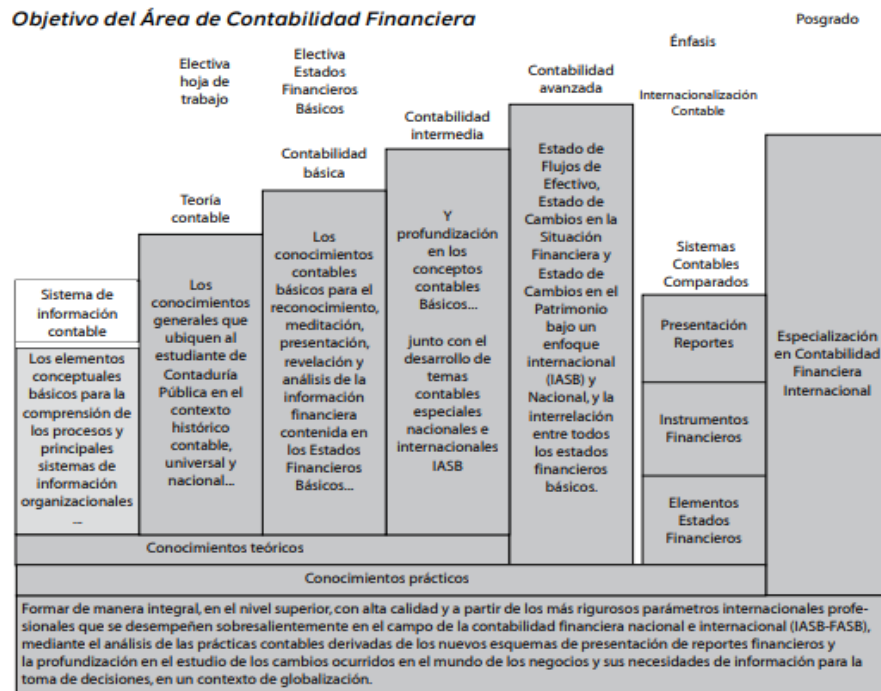 Objetivo del Área de Contabilidad Financiera
Posgrado
Énfasis
Electiva
hoja de
trabajo
Electiva
Estados
Financieros
Básicos
Contabilidad
avanzada
Internacionalización
Contable
Contabilidad
intermedia
Contabilidad
básica
Teoría
contable
Sistema de
información
contable
Los elementos
conceptuales
básicos para la
comprensión de
los procesos y
principales
sistemas de
información
organizacionales
...
Los
conocimientos
generales que
ubiquen al
estudiante de
Contaduría
Pública en el
contexto
histórico
contable,
universal y
nacional...
Los
conocimientos
contables
básicos para el
reconocimiento,
meditación,
presentación,
revelación y
análisis de la
información
financiera
contenida en
los Estados
Financieros
Básicos...
Y
profundización
en los
conceptos
contables
Básicos...
junto con el
desarrollo de
temas
contables
especiales
nacionales e
internacionales
IASB
Estado de
Flujos de
Efectivo,
Estado de
Cambios en la
Situación
Financiera y
Estado de
Cambios en el
Patrimonio
bajo un
enfoque
internacional
(IASB) y
Nacional, y la
interrelación
entre todos
los estados
financieros
básicos.
Sistemas
Contables
Comparados
Presentación
Reportes
Instrumentos
Financieros
Elementos
Estados
Financieros
Especialización
en Contabilidad
Financiera
Internacional
Conocimientos teóricos
Conocimientos prácticos
Formar de manera integral, en el nivel superior, con alta calidad y a partir de los más rigurosos parámetros internacionales profe-
sionales que se desempeñen sobresalientemente en el campo de la contabilidad financiera nacional e internacional (IASB-FASB),
mediante el análisis de las prácticas contables derivadas de los nuevos esquemas de presentación de reportes financieros y
la profundización en el estudio de los cambios ocurridos en el mundo de los negocios y sus necesidades de información para la
toma de decisiones, en un contexto de globalización.